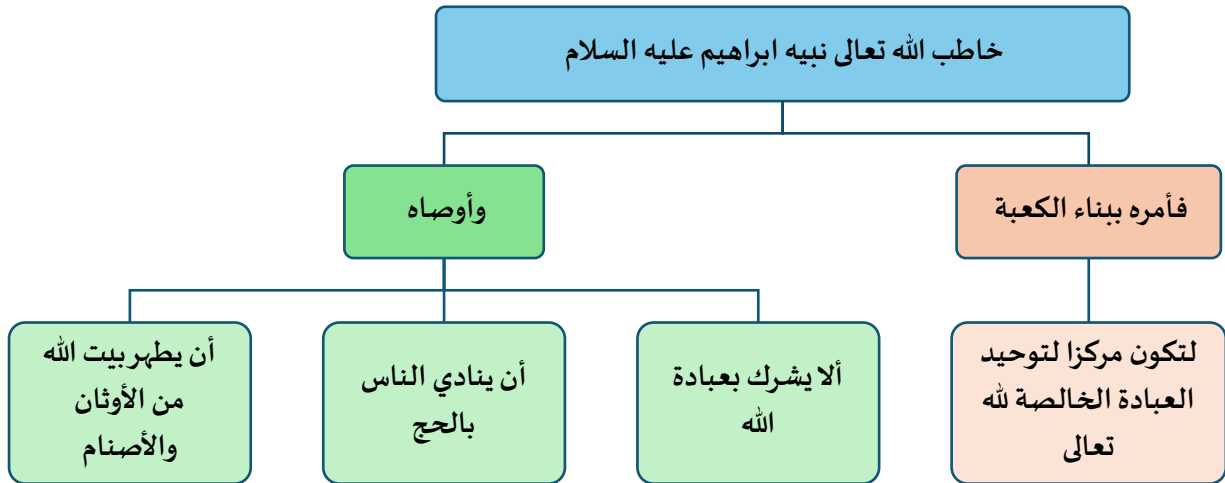 خاطب الله تعالى نبيه ابراهيم عليه السلام
فأمره ببناء الكعبة
وأوصاه
لتكون مركزا لتوحيد
العبادة الخالصة لله
تعالى
ألا يشرك بعبادة
الله
أن ينادي الناس
بالحج
أن يطهر بيت الله
من الأوثان
والأصنام